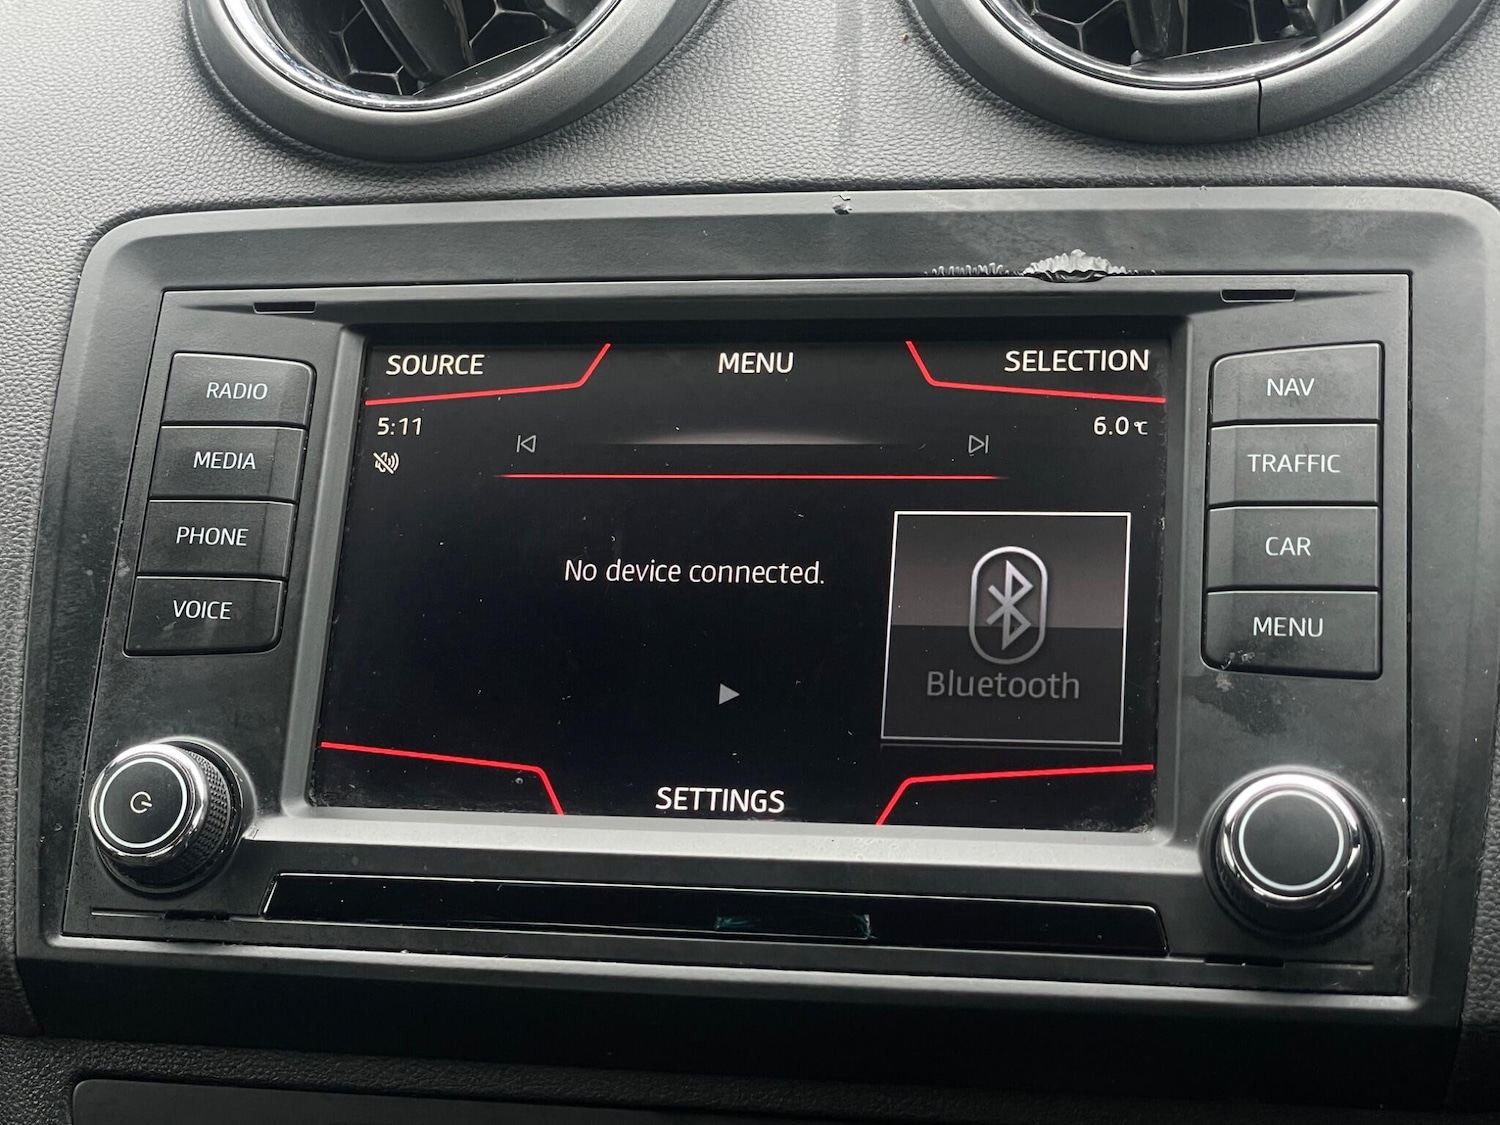 SOURCE MENU SELECTION
5:11 6.0 °C
No device connected.
Bluetooth
SETTINGS
RADIO
MEDIA
PHONE
VOICE
NAV
TRAFFIC
CAR
MENU